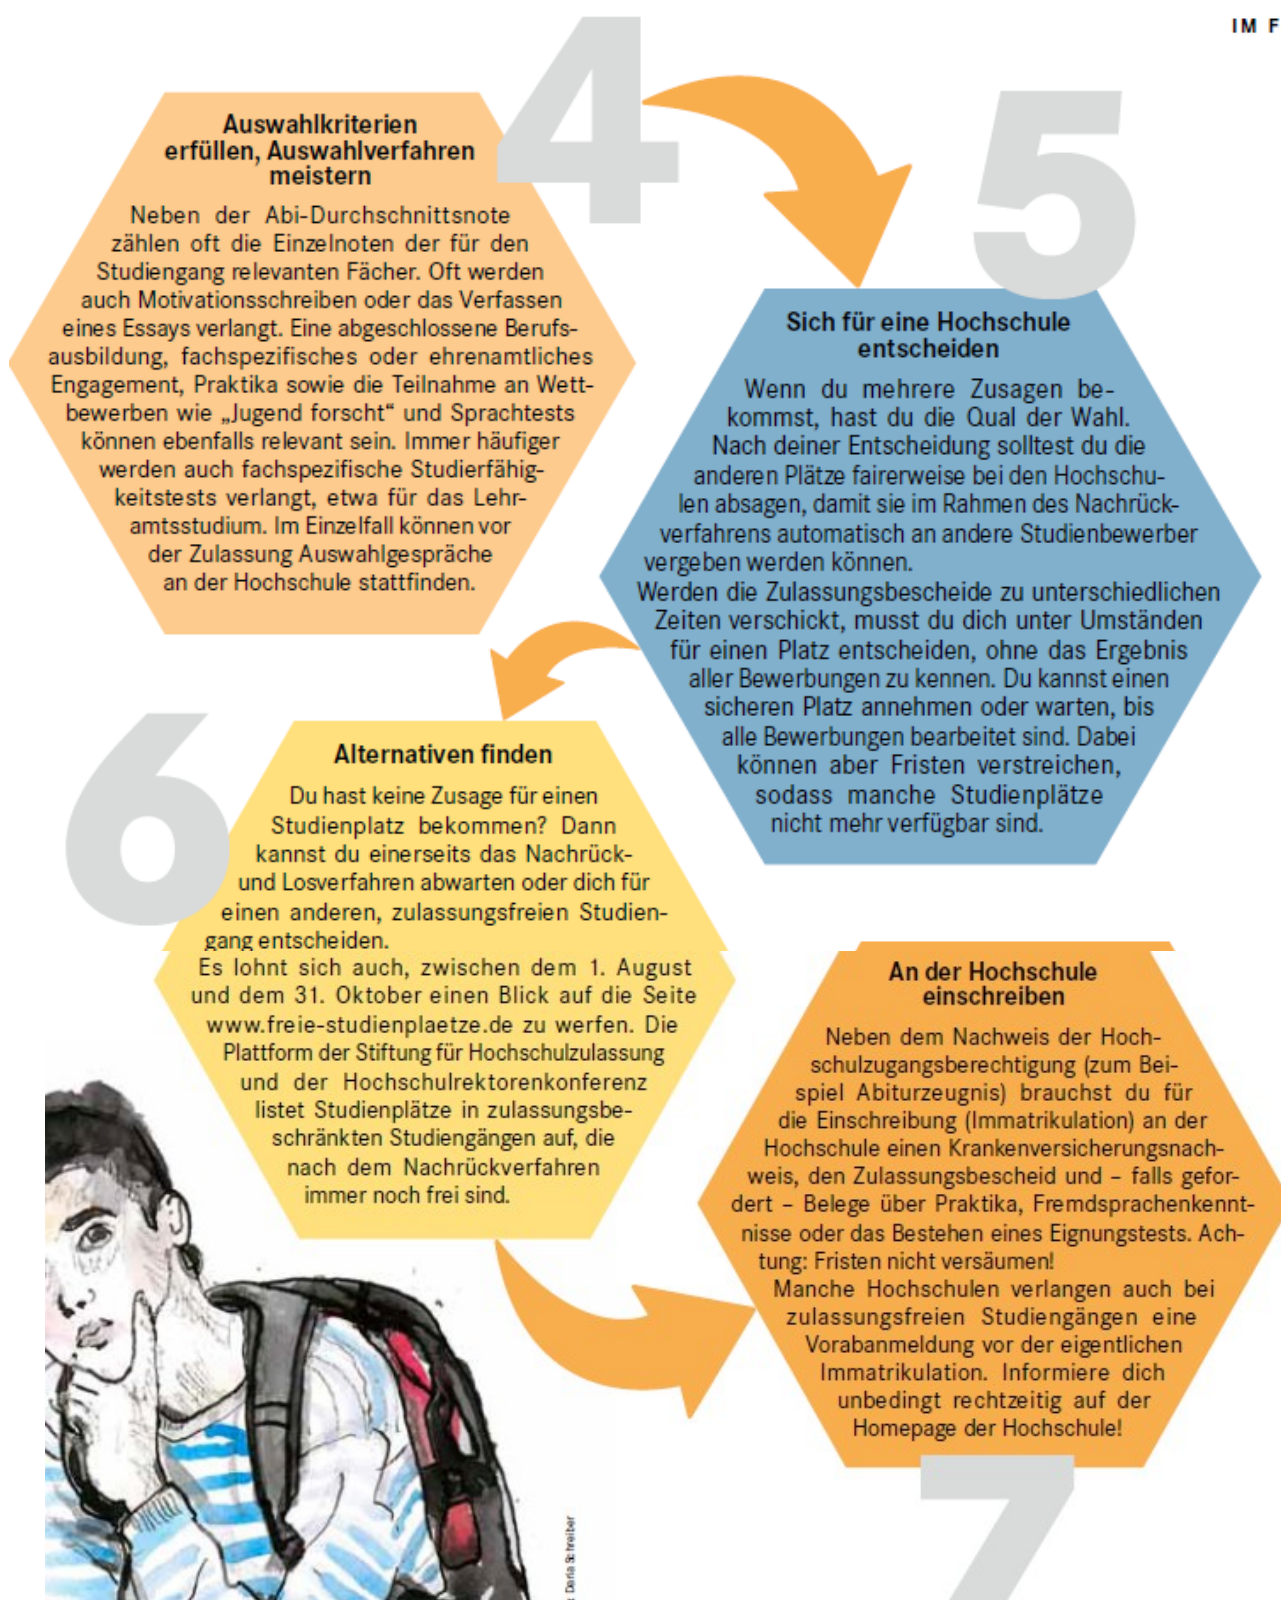 IM F
4
Auswahlkriterien
erfüllen, Auswahlverfahren
meistern
Neben der Abi-Durchschnittsnote
zählen oft die Einzelnoten der für den
Studiengang relevanten Fächer. Oft werden
auch Motivationsschreiben oder das Verfassen
eines Essays verlangt. Eine abgeschlossene Berufs-
ausbildung, fachspezifisches oder ehrenamtliches
Engagement, Praktika sowie die Teilnahme an Wett-
bewerben wie „Jugend forscht“ und Sprachtests
können ebenfalls relevant sein. Immer häufiger
werden auch fachspezifische Studierfähig-
keitstests verlangt, etwa für das Lehr-
amtsstudium. Im Einzelfall können vor
der Zulassung Auswahlgespräche
an der Hochschule stattfinden.
5
Sich für eine Hochschule
entscheiden
Wenn du mehrere Zusagen be-
kommst, hast du die Qual der Wahl.
Nach deiner Entscheidung solltest du die
anderen Plätze fairerweise bei den Hochschu-
len absagen, damit sie im Rahmen des Nachrück-
verfahrens automatisch an andere Studienbewerber
vergeben werden können.
Werden die Zulassungsbescheide zu unterschiedlichen
Zeiten verschickt, musst du dich unter Umständen
für einen Platz entscheiden, ohne das Ergebnis
aller Bewerbungen zu kennen. Du kannst einen
sicheren Platz annehmen oder warten, bis
alle Bewerbungen bearbeitet sind. Dabei
können aber Fristen verstreichen,
sodass manche Studienplätze
nicht mehr verfügbar sind.
6
Alternativen finden
Du hast keine Zusage für einen
Studienplatz bekommen? Dann
kannst du einerseits das Nachrück-
und Losverfahren abwarten oder dich für
einen anderen, zulassungsfreien Studien-
gang entscheiden.
Es lohnt sich auch, zwischen dem 1. August
und dem 31. Oktober einen Blick auf die Seite
www.freie-studienplaetze.de zu werfen. Die
Plattform der Stiftung für Hochschulzulassung
und der Hochschulrektorenkonferenz
listet Studienplätze in zulassungsbe-
schränkten Studiengängen auf, die
nach dem Nachrückverfahren
immer noch frei sind.
An der Hochschule
einschreiben
Neben dem Nachweis der Hoch-
schulzugangsberechtigung (zum Bei-
spiel Abiturzeugnis) brauchst du für
die Einschreibung (Immatrikulation) an der
Hochschule einen Krankenversicherungsnach-
weis, den Zulassungsbescheid und – falls gefor-
dert – Belege über Praktika, Fremdsprachenkennt-
nisse oder das Bestehen eines Eignungstests. Ach-
tung: Fristen nicht versäumen!
Manche Hochschulen verlangen auch bei
zulassungsfreien Studiengängen eine
Vorabanmeldung vor der eigentlichen
Immatrikulation. Informiere dich
unbedingt rechtzeitig auf der
Homepage der Hochschule!
7
: Daria Schreiber